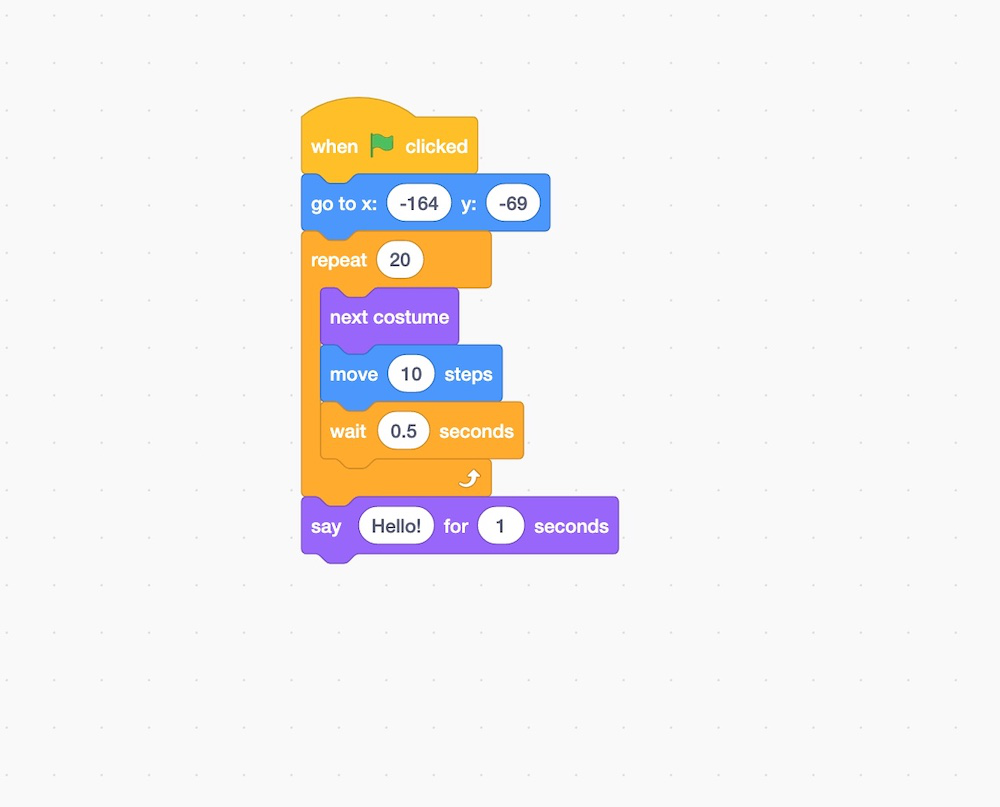 when clicked
go to x: -164 y: -69
repeat 20
next costume
move 10 steps
wait 0.5 seconds
say Hello! for 1 seconds